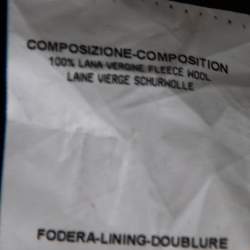 COMPOSIZIONE-COMPOSITION
100% LANA VERGINE FLEECE WOOL
LAINE VIERGE SCHURWOLLE
FODERA-LINING-DOUBLURE